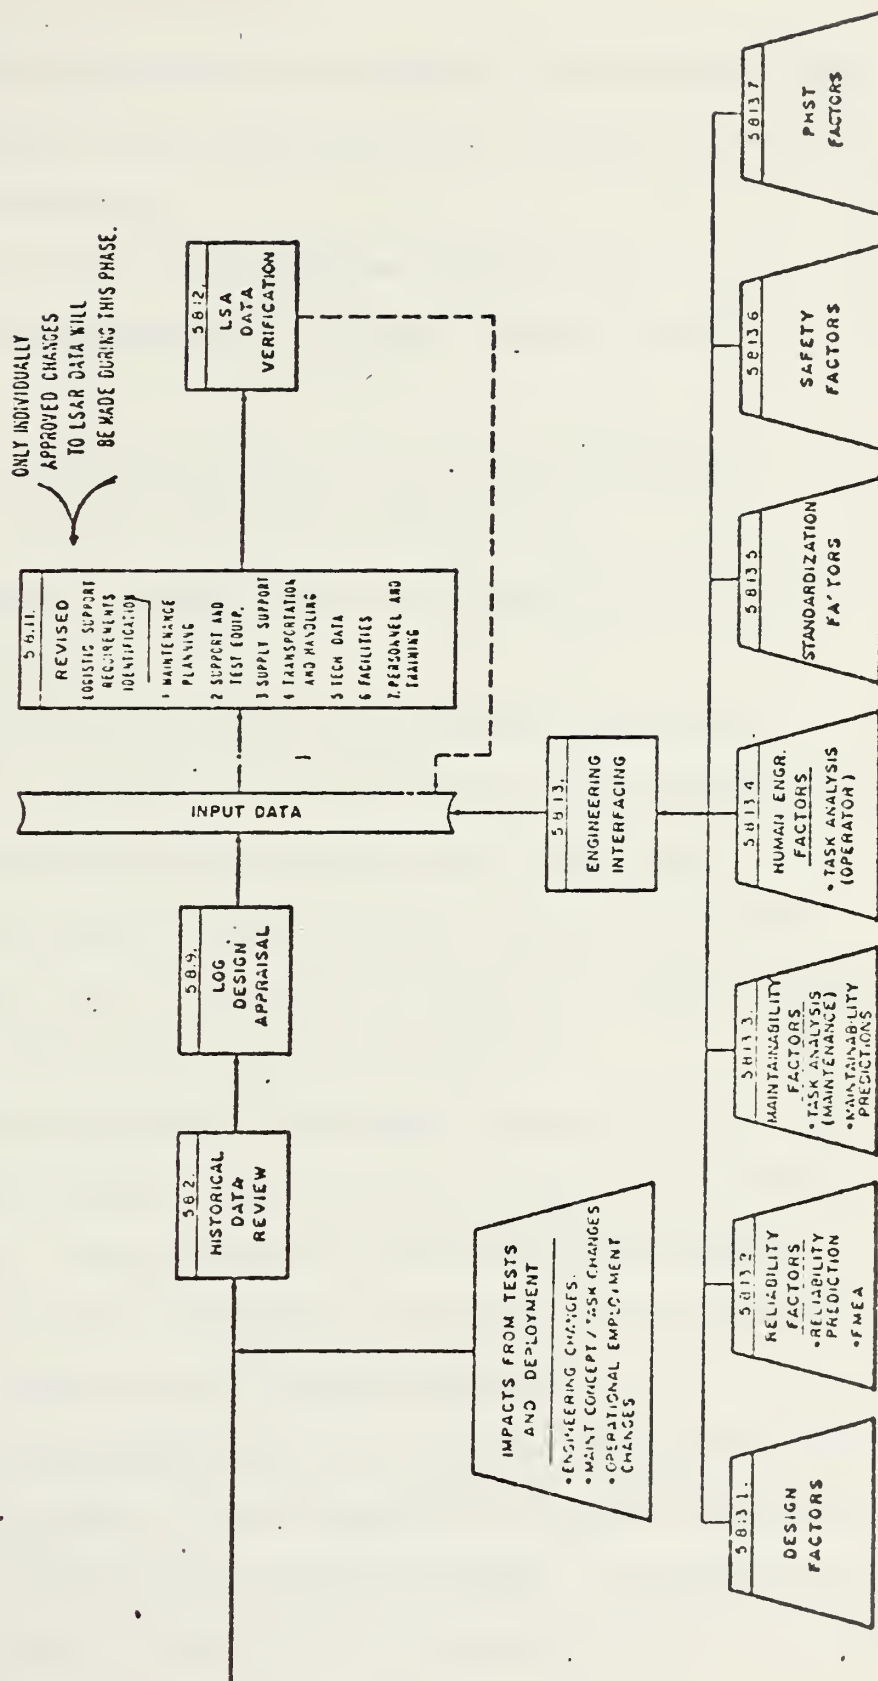 ONLY INDIVIDUALLY
APPROVED CHANGES
TO LSAR DATA WILL
BE MADE DURING THIS PHASE.
5.8.2.
HISTORICAL
DATA
REVIEW
5.8.9.
LOG
DESIGN
APPRAISAL
INPUT DATA
5.8.11.
REVISED
LOGISTIC SUPPORT
REQUIREMENTS
IDENTIFICATION
1 MAINTENANCE
PLANNING
2 SUPPORT AND
TEST EQUIP.
3 SUPPLY SUPPORT
4 TRANSPORTATION
AND HANDLING
5 TECH DATA
6 FACILITIES
7. PERSONNEL AND
TRAINING
5.8.12.
LSA
DATA
VERIFICATION
IMPACTS FROM TESTS
AND DEPLOYMENT
• ENGINEERING CHANGES.
• MAINT CONCEPT / TASK CHANGES
• OPERATIONAL EMPLOYMENT
CHANGES
5.8.13.
ENGINEERING
INTERFACING
5.8.13.1.
DESIGN
FACTORS
5.8.13.2
RELIABILITY
FACTORS
• RELIABILITY
PREDICTION
• FMEA
5.8.13.3.
MAINTAINABILITY
FACTORS
• TASK ANALYSIS
(MAINTENANCE)
• MAINTAINABILITY
PREDICTIONS
5.8.13.4
HUMAN ENGR.
FACTORS
• TASK ANALYSIS
(OPERATOR)
5.8.13.5
STANDARDIZATION
FACTORS
5.8.13.6
SAFETY
FACTORS
5.8.13.7
PHST
FACTORS